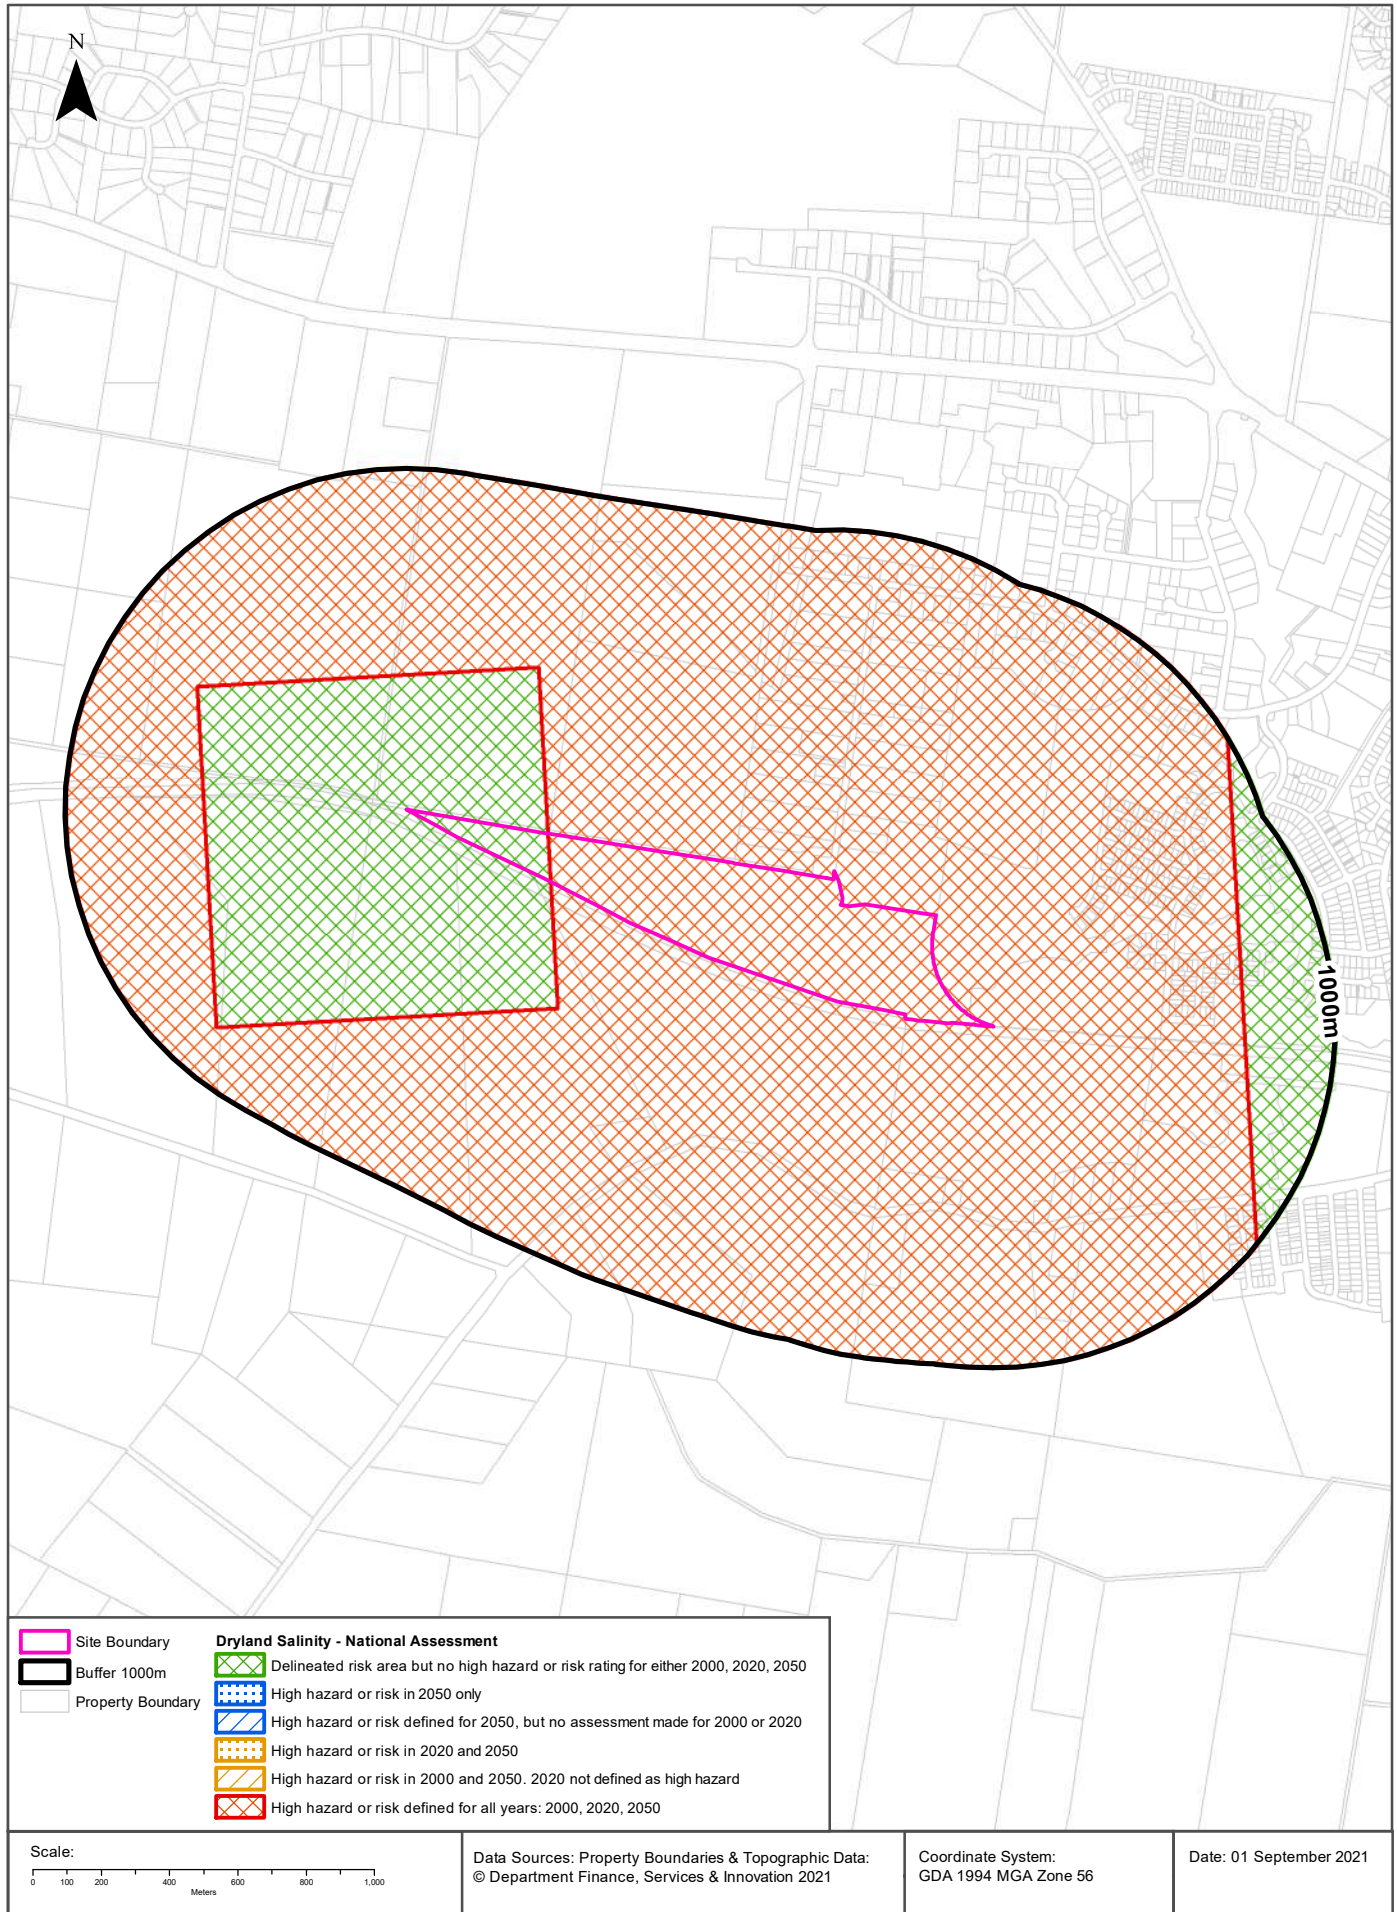 N
1000m
Site Boundary
Buffer 1000m
Property Boundary
Dryland Salinity - National Assessment
Delineated risk area but no high hazard or risk rating for either 2000, 2020, 2050
High hazard or risk in 2050 only
High hazard or risk defined for 2050, but no assessment made for 2000 or 2020
High hazard or risk in 2020 and 2050
High hazard or risk in 2000 and 2050. 2020 not defined as high hazard
High hazard or risk defined for all years: 2000, 2020, 2050
Scale:
0 100 200 400 600 800 1,000
Meters
Data Sources: Property Boundaries & Topographic Data:
© Department Finance, Services & Innovation 2021
Coordinate System:
GDA 1994 MGA Zone 56
Date: 01 September 2021